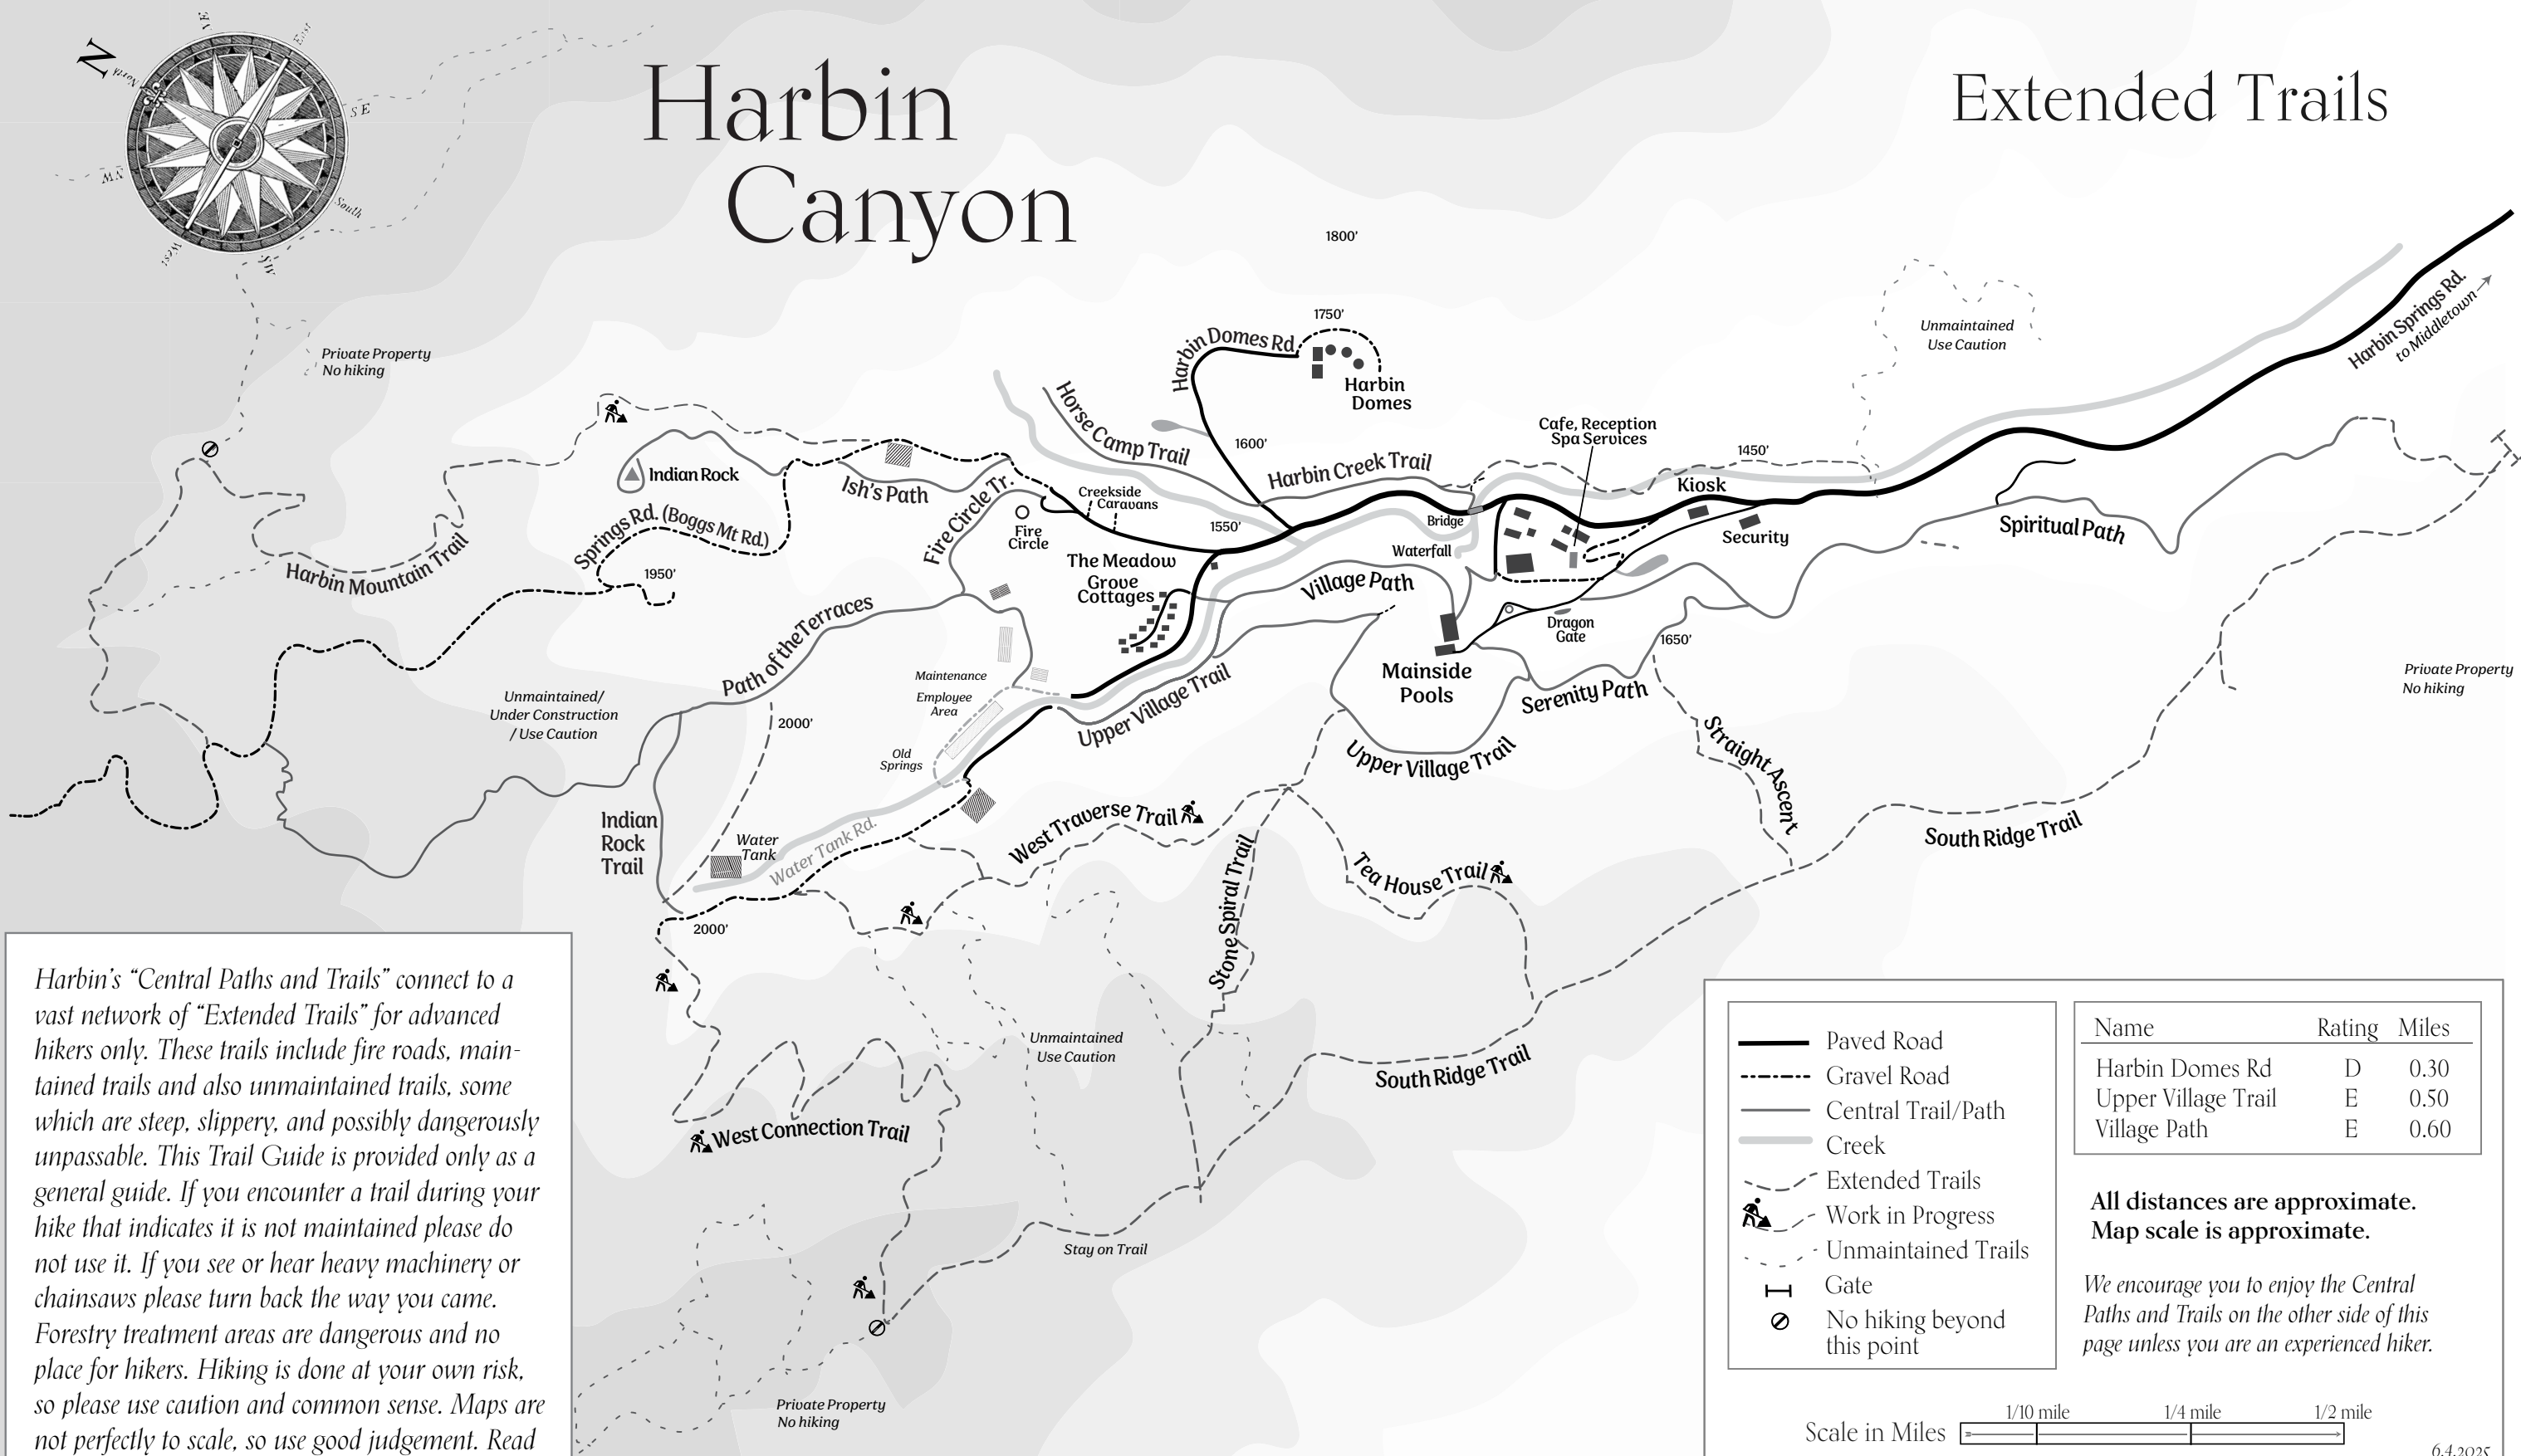 Harbin
Canyon
Extended Trails
N
North
NE
East
SE
South
SW
West
NW
1800'
1750'
Harbin Domes Rd.
Harbin
Domes
1600'
Horse Camp Trail
Harbin Creek Trail
Cafe, Reception
Spa Services
1450'
Kiosk
Security
Unmaintained
Use Caution
Harbin Springs Rd.
to Middletown
Private Property
No hiking
Indian Rock
Ish's Path
Fire Circle Tr.
Creekside
Caravans
Fire
Circle
1550'
Bridge
Waterfall
Springs Rd. (Boggs Mt Rd.)
Harbin Mountain Trail
1950'
The Meadow
Grove
Cottages
Village Path
Dragon
Gate
Spiritual Path
1650'
Path of the Terraces
Mainside
Pools
Serenity Path
Private Property
No hiking
Maintenance
Employee
Area
Old
Springs
Upper Village Trail
Unmaintained/
Under Construction
/ Use Caution
2000'
Upper Village Trail
Straight Ascent
South Ridge Trail
Indian
Rock
Trail
Water
Tank
Water Tank Rd.
West Traverse Trail
Stone Spiral Trail
Tea House Trail
2000'
Unmaintained
Use Caution
South Ridge Trail
West Connection Trail
Stay on Trail
Private Property
No hiking
Harbin's “Central Paths and Trails” connect to a
vast network of “Extended Trails” for advanced
hikers only. These trails include fire roads, main-
tained trails and also unmaintained trails, some
which are steep, slippery, and possibly dangerously
unpassable. This Trail Guide is provided only as a
general guide. If you encounter a trail during your
hike that indicates it is not maintained please do
not use it. If you see or hear heavy machinery or
chainsaws please turn back the way you came.
Forestry treatment areas are dangerous and no
place for hikers. Hiking is done at your own risk,
so please use caution and common sense. Maps are
not perfectly to scale, so use good judgement. Read
Paved Road
Gravel Road
Central Trail/Path
Creek
Extended Trails
Work in Progress
Unmaintained Trails
Gate
No hiking beyond
this point
Name Rating Miles
Harbin Domes Rd D 0.30
Upper Village Trail E 0.50
Village Path E 0.60
All distances are approximate.
Map scale is approximate.
We encourage you to enjoy the Central
Paths and Trails on the other side of this
page unless you are an experienced hiker.
1/10 mile 1/4 mile 1/2 mile
Scale in Miles
6.4.2025